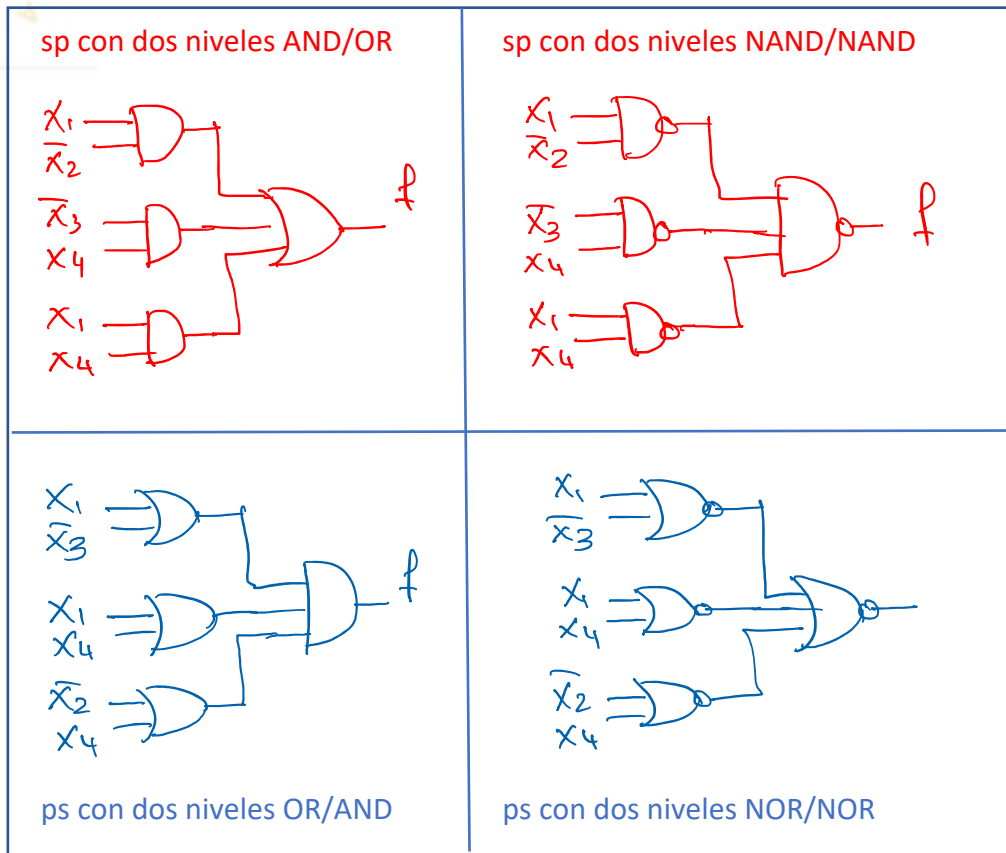 sp con dos niveles AND/OR
x₁
x̅₂
x̅₃
x₄
x₁
x₄
f
sp con dos niveles NAND/NAND
x₁
x̅₂
x̅₃
x₄
x₁
x₄
f
x₁
x̅₃
x₁
x₄
x̅₂
x₄
f
ps con dos niveles OR/AND
x₁
x̅₃
x₁
x₄
x̅₂
x₄
ps con dos niveles NOR/NOR